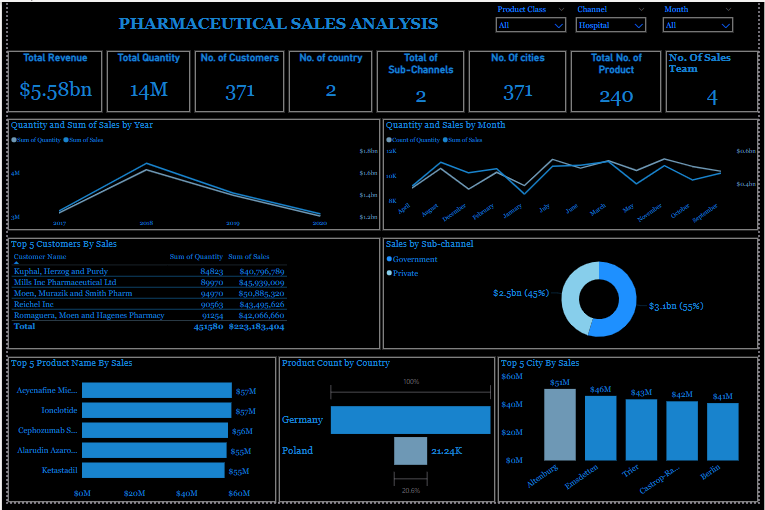 PHARMACEUTICAL SALES ANALYSIS
Product Class
All
Channel
Hospital
Month
All
Total Revenue
$5.58bn
Total Quantity
14M
No. of Customers
371
No. of country
2
Total of
Sub-Channels
2
No. Of cities
371
Total No. of
Product
240
No. Of Sales
Team
4
Quantity and Sum of Sales by Year
Sum of Quantity Sum of Sales
4M
3M
$1.8bn
$1.6bn
$1.4bn
$1.2bn
2017 2018 2019 2020
Quantity and Sales by Month
Count of Quantity Sum of Sales
12K
10K
8K
$0.6bn
$0.4bn
April August December February January July June March May November October September
Top 5 Customers By Sales
Customer Name Sum of Quantity Sum of Sales
Kuphal, Herzog and Purdy 84823 $40,796,789
Mills Inc Pharmaceutical Ltd 89970 $45,939,009
Moen, Murazik and Smith Pharm 94970 $50,885,320
Reichel Inc 90563 $43,495,626
Romaguera, Moen and Hagenes Pharmacy 91254 $42,066,660
Total 451580 $223,183,404
Sales by Sub-channel
Government
Private
$2.5bn (45%)
$3.1bn (55%)
Top 5 Product Name By Sales
Acycnafine Mic... $57M
Ionclotide $57M
Cephozumab S... $56M
Alarudin Azaro... $55M
Ketastadil $55M
$0M $20M $40M $60M
Product Count by Country
100%
Germany
Poland 21.24K
20.6%
Top 5 City By Sales
$60M
$40M
$20M
$0M
$51M $46M $43M $42M $41M
Altenburg Emsdetten Trier Castrop-Ra... Berlin